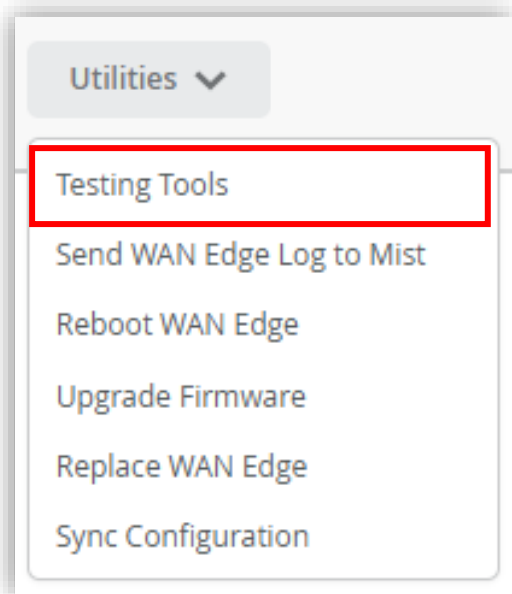 Utilities
Testing Tools
Send WAN Edge Log to Mist
Reboot WAN Edge
Upgrade Firmware
Replace WAN Edge
Sync Configuration